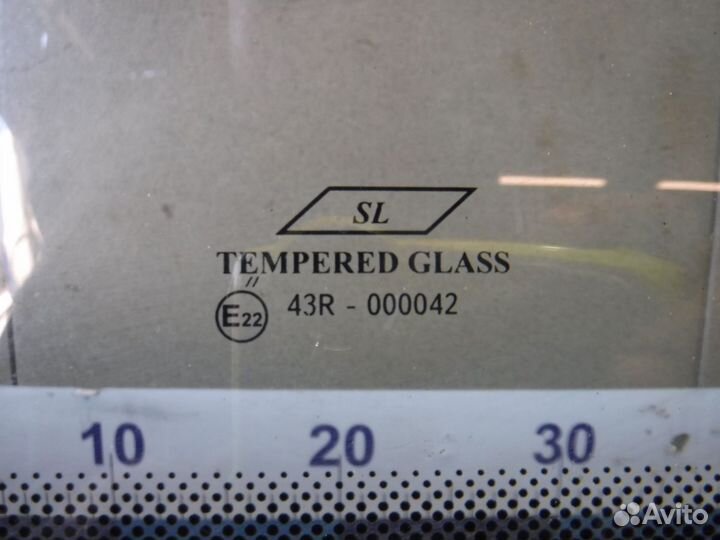 SL
TEMPERED GLASS
E22 43R - 000042
10 20 30
Avito